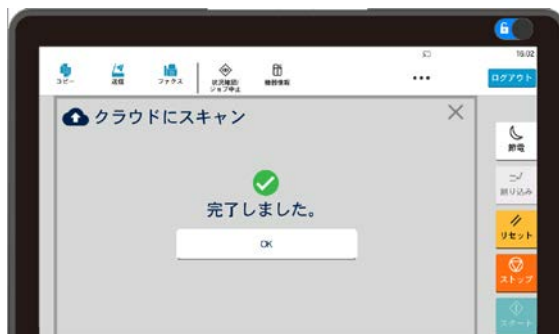 16:02
コピー
送信
ファクス
状況確認/
ジョブ中止
機器情報
...
ログアウト
クラウドにスキャン
節電
割り込み
完了しました。
リセット
OK
ストップ
スタート